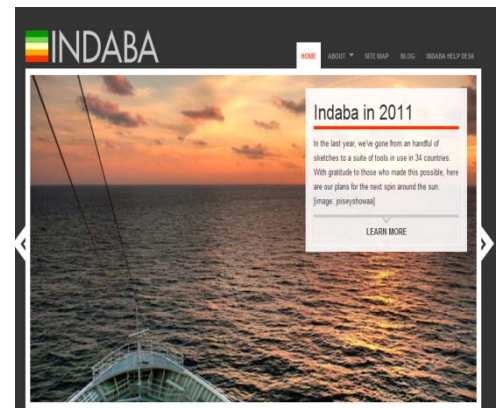 INDABA
HOME ABOUT SITE MAP BLOG INDABA HELP DESK
Indaba in 2011
In the last year, we've gone from an handful of
sketches to a suite of tools in use in 34 countries.
With gratitude to those who made this possible, here
are our plans for the next spin around the sun.
[image: joiseyshowaa]
LEARN MORE